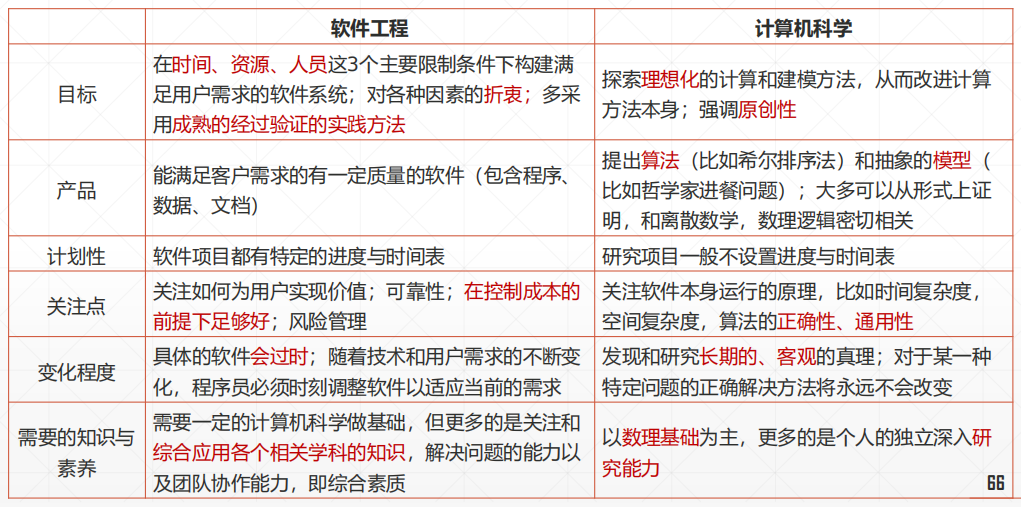 软件工程
计算机科学
目标
在时间、资源、人员这3个主要限制条件下构建满
足用户需求的软件系统；对各种因素的折衷；多采
用成熟的经过验证的实践方法
探索理想化的计算和建模方法，从而改进计算
方法本身；强调原创性
产品
能满足客户需求的有一定质量的软件（包含程序、
数据、文档）
提出算法（比如希尔排序法）和抽象的模型（
比如哲学家进餐问题）；大多可以从形式上证
明，和离散数学，数理逻辑密切相关
计划性
软件项目都有特定的进度与时间表
研究项目一般不设置进度与时间表
关注点
关注如何为用户实现价值；可靠性；在控制成本的
前提下足够好；风险管理
关注软件本身运行的原理，比如时间复杂度，
空间复杂度，算法的正确性、通用性
变化程度
具体的软件会过时；随着技术和用户需求的不断变
化，程序员必须时刻调整软件以适应当前的需求
发现和研究长期的、客观的真理；对于某一种
特定问题的正确解决方法将永远不会改变
需要的知识与
素养
需要一定的计算机科学做基础，但更多的是关注和
综合应用各个相关学科的知识，解决问题的能力以
及团队协作能力，即综合素质
以数理基础为主，更多的是个人的独立深入研
究能力
66